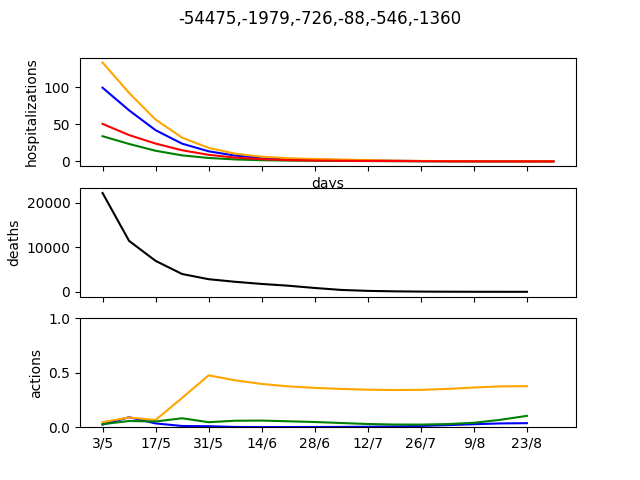 -54475,-1979,-726,-88,-546,-1360
hospitalizations
100
50
0
days
deaths
20000
10000
0
actions
1.0
0.5
0.0
3/5 17/5 31/5 14/6 28/6 12/7 26/7 9/8 23/8